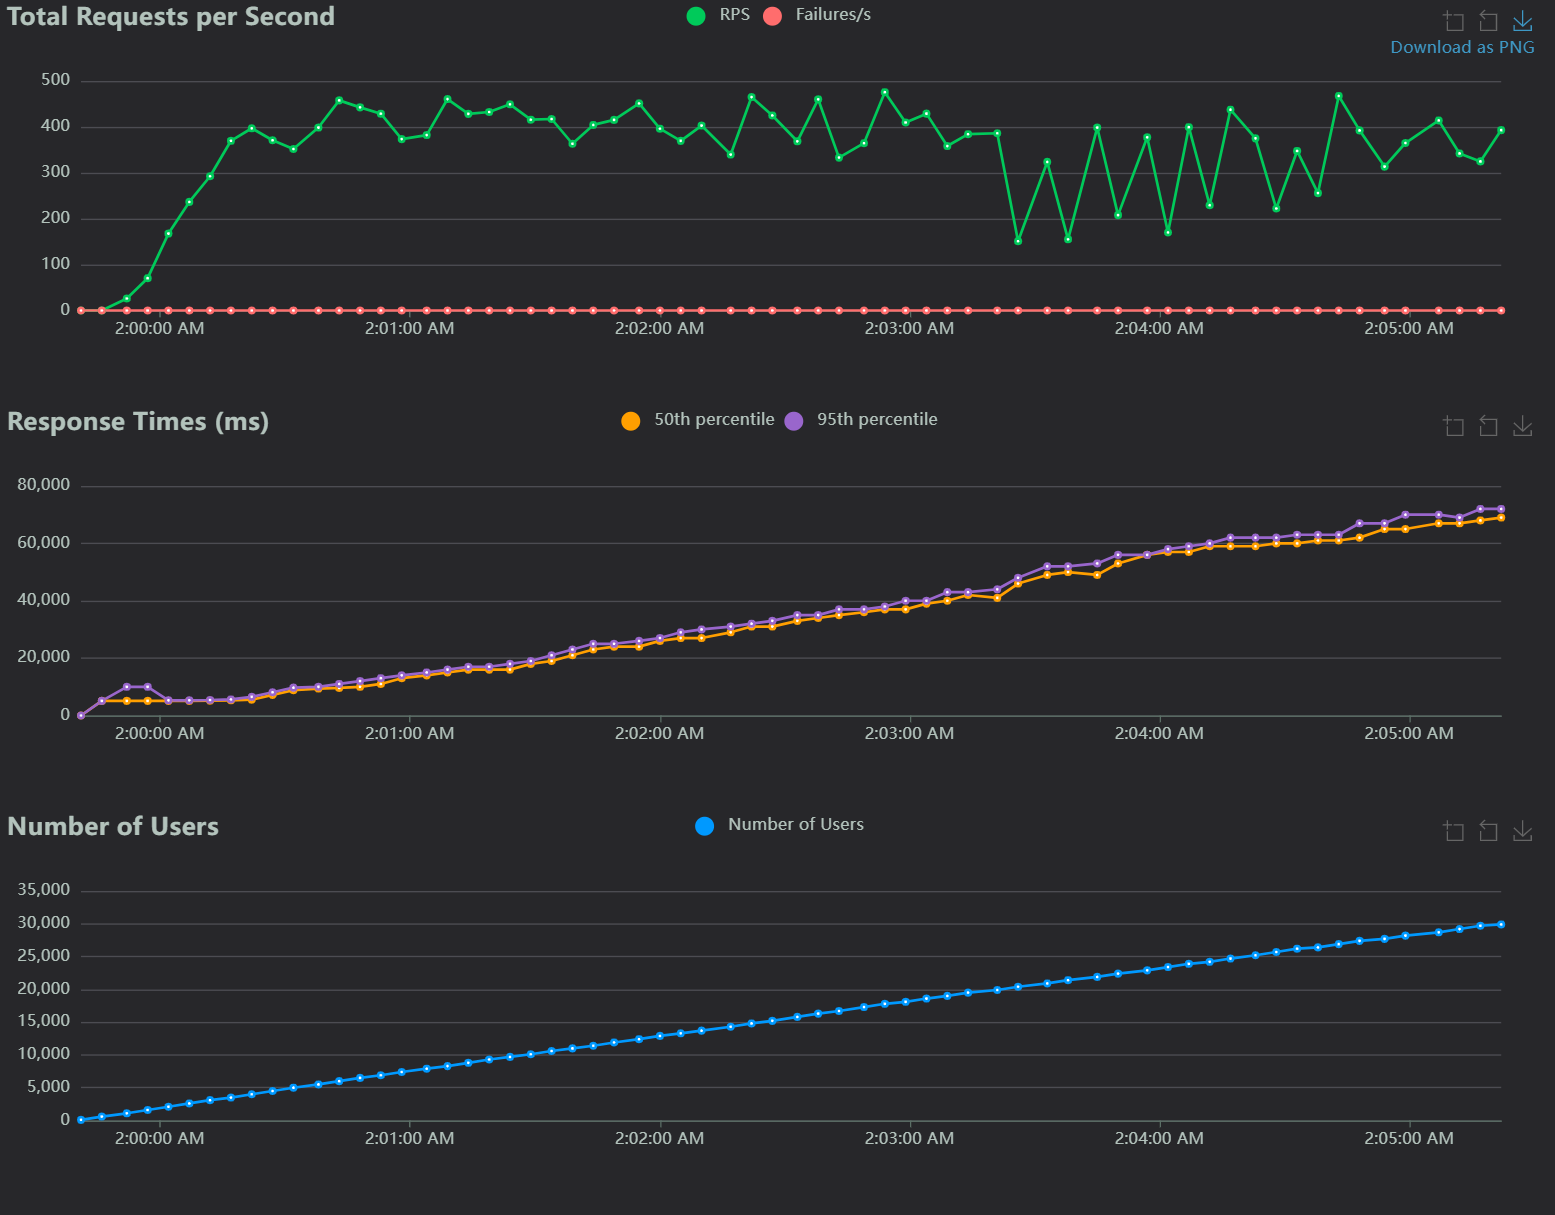 Total Requests per Second
RPS
Failures/s
Download as PNG
500
400
300
200
100
0
2:00:00 AM
2:01:00 AM
2:02:00 AM
2:03:00 AM
2:04:00 AM
2:05:00 AM
Response Times (ms)
50th percentile
95th percentile
80,000
60,000
40,000
20,000
0
2:00:00 AM
2:01:00 AM
2:02:00 AM
2:03:00 AM
2:04:00 AM
2:05:00 AM
Number of Users
Number of Users
35,000
30,000
25,000
20,000
15,000
10,000
5,000
0
2:00:00 AM
2:01:00 AM
2:02:00 AM
2:03:00 AM
2:04:00 AM
2:05:00 AM